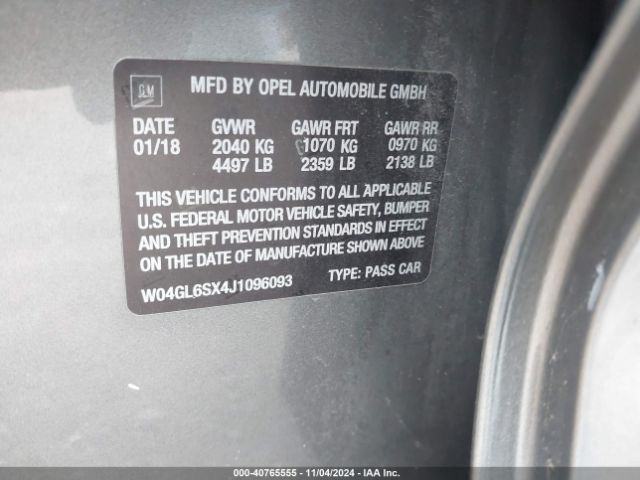 GM
MFD BY OPEL AUTOMOBILE GMBH
DATE GVWR GAWR FRT GAWR RR
01/18 2040 KG 1070 KG 0970 KG
4497 LB 2359 LB 2138 LB
THIS VEHICLE CONFORMS TO ALL APPLICABLE
U.S. FEDERAL MOTOR VEHICLE SAFETY, BUMPER
AND THEFT PREVENTION STANDARDS IN EFFECT
ON THE DATE OF MANUFACTURE SHOWN ABOVE
W04GL6SX4J1096093 TYPE: PASS CAR
000-40765555 - 11/04/2024 - IAA Inc.